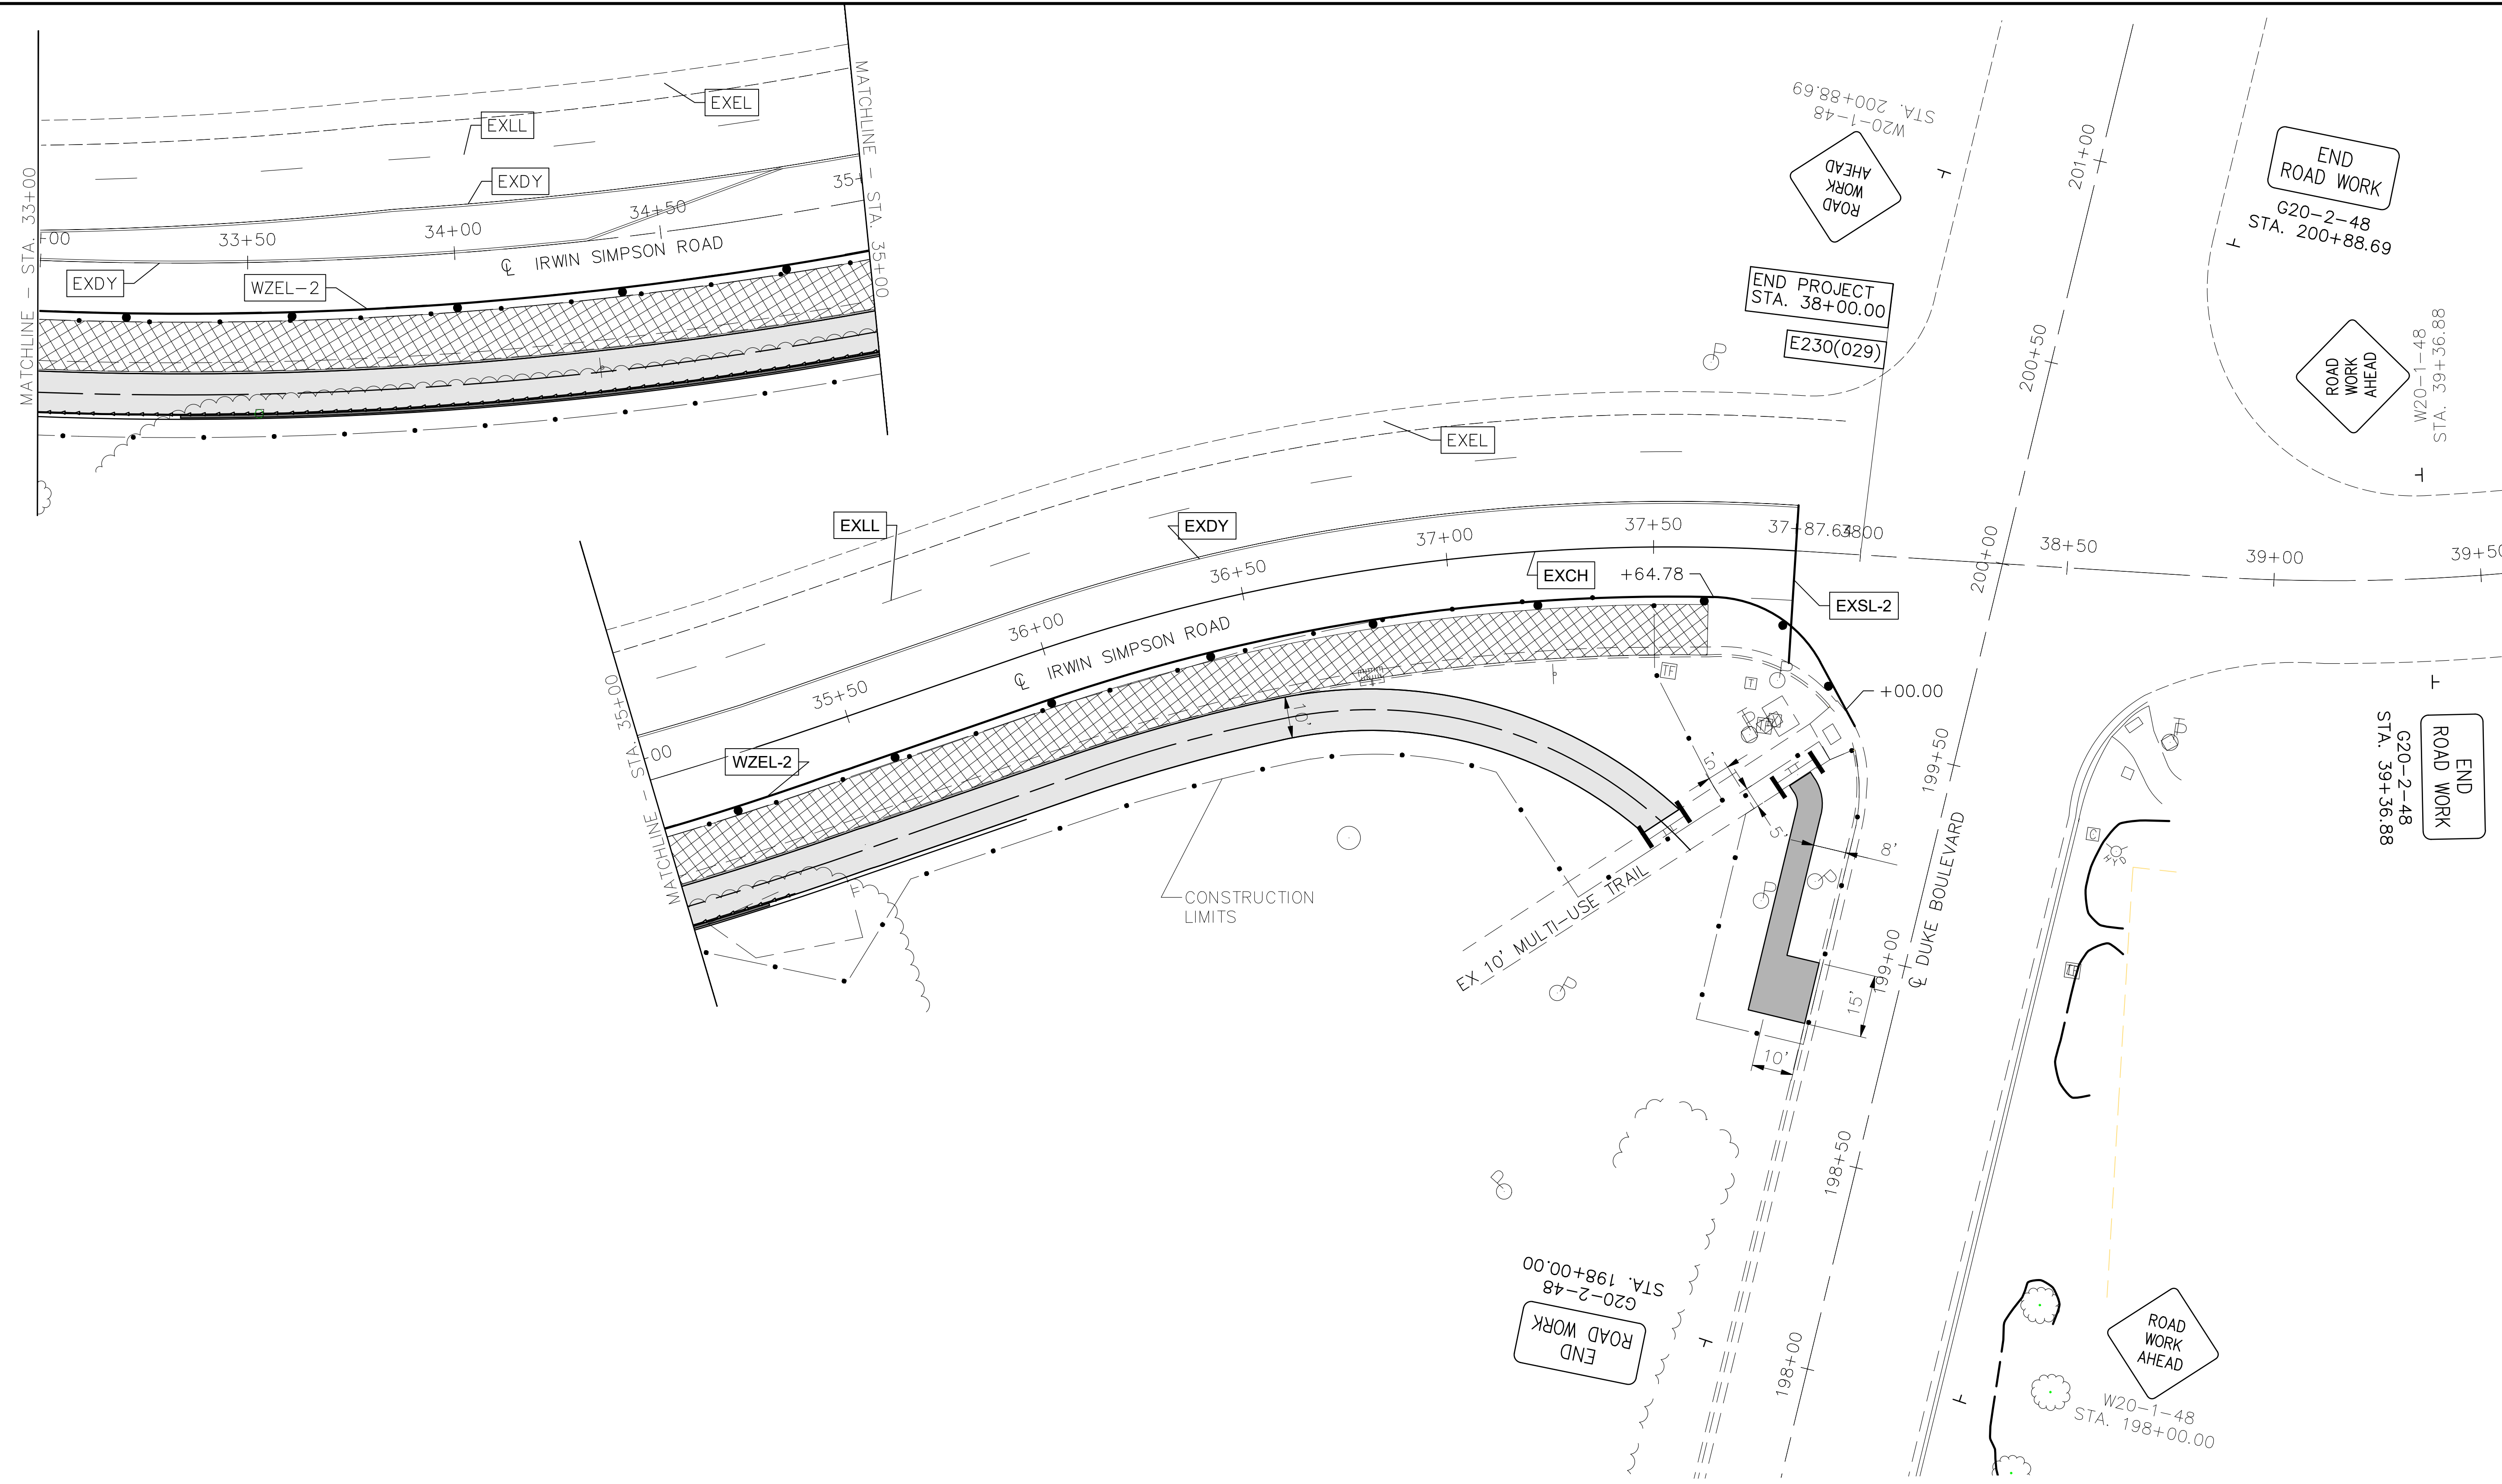 MATCHLINE - STA. 33+00
MATCHLINE - STA. 35+00
EXEL
EXLL
EXDY
35+
34+50
34+00
33+50
+00
℄ IRWIN SIMPSON ROAD
EXDY
WZEL-2
W20-1-48
STA. 200+88.69
ROAD
WORK
AHEAD
201+00
END
ROAD WORK
G20-2-48
STA. 200+88.69
END PROJECT
STA. 38+00.00
E230(029)
200+50
ROAD
WORK
AHEAD
W20-1-48
STA. 39+36.88
EXEL
EXLL
EXDY
37+00
37+50
37+87.64
38+00
200+00
38+50
39+00
39+50
36+50
36+00
35+50
+00
EXCH
+64.78
EXSL-2
℄ IRWIN SIMPSON ROAD
MATCHLINE - STA. 35+00
WZEL-2
TF
T
+00.00
10'
5'
5'
8'
15'
10'
199+50
℄ DUKE BOULEVARD
199+00
198+50
198+00
CONSTRUCTION
LIMITS
EX 10' MULTI-USE TRAIL
END
ROAD WORK
G20-2-48
STA. 39+36.88
C
HYD
G20-2-48
STA. 198+00.00
END
ROAD WORK
ROAD
WORK
AHEAD
W20-1-48
STA. 198+00.00